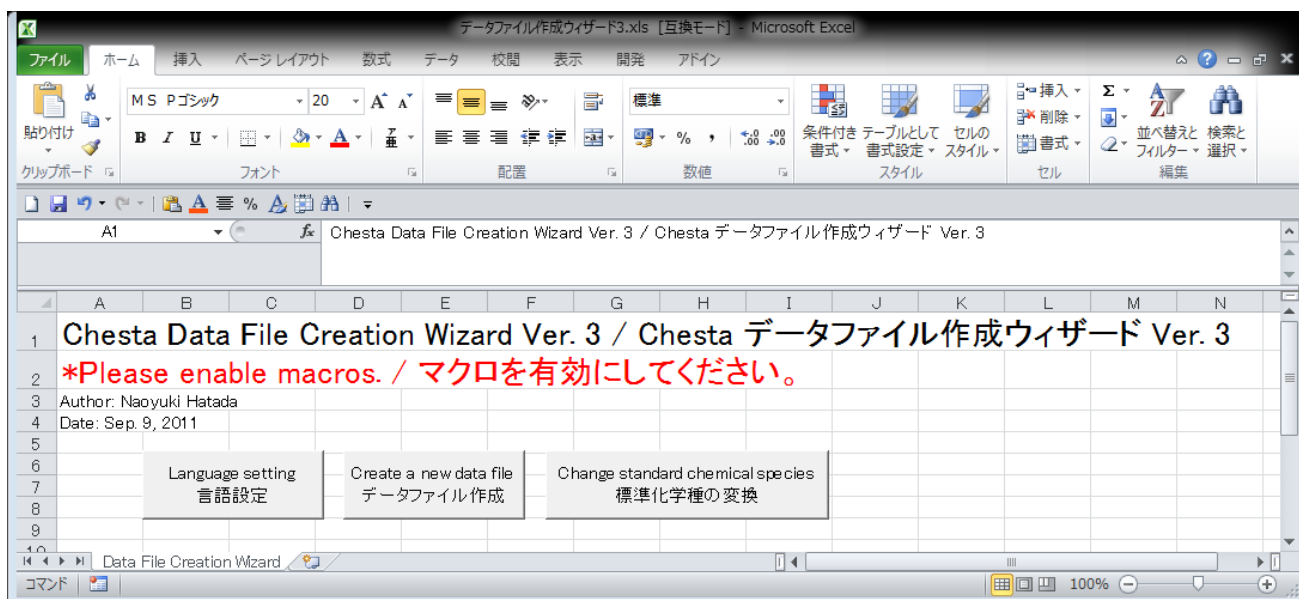 データファイル作成ウィザード3.xls [互換モード] - Microsoft Excel
ファイル ホーム 挿入 ページ レイアウト 数式 データ 校閲 表示 開発 アドイン
MS Pゴシック 20 標準
貼り付け
B I U A
% ,
条件付き書式 テーブルとして書式設定 セルのスタイル
挿入
削除
書式
Σ
並べ替えとフィルター 検索と選択
クリップボード フォント 配置 数値 スタイル セル 編集
A1 fx Chesta Data File Creation Wizard Ver. 3 / Chesta データファイル作成ウィザード Ver. 3
A B C D E F G H I J K L M N
1 Chesta Data File Creation Wizard Ver. 3 / Chesta データファイル作成ウィザード Ver. 3
2 *Please enable macros. / マクロを有効にしてください。
3 Author: Naoyuki Hatada
4 Date: Sep. 9, 2011
5
6
7
8
9
10
Language setting
言語設定
Create a new data file
データファイル作成
Change standard chemical species
標準化学種の変換
Data File Creation Wizard
コマンド 100%